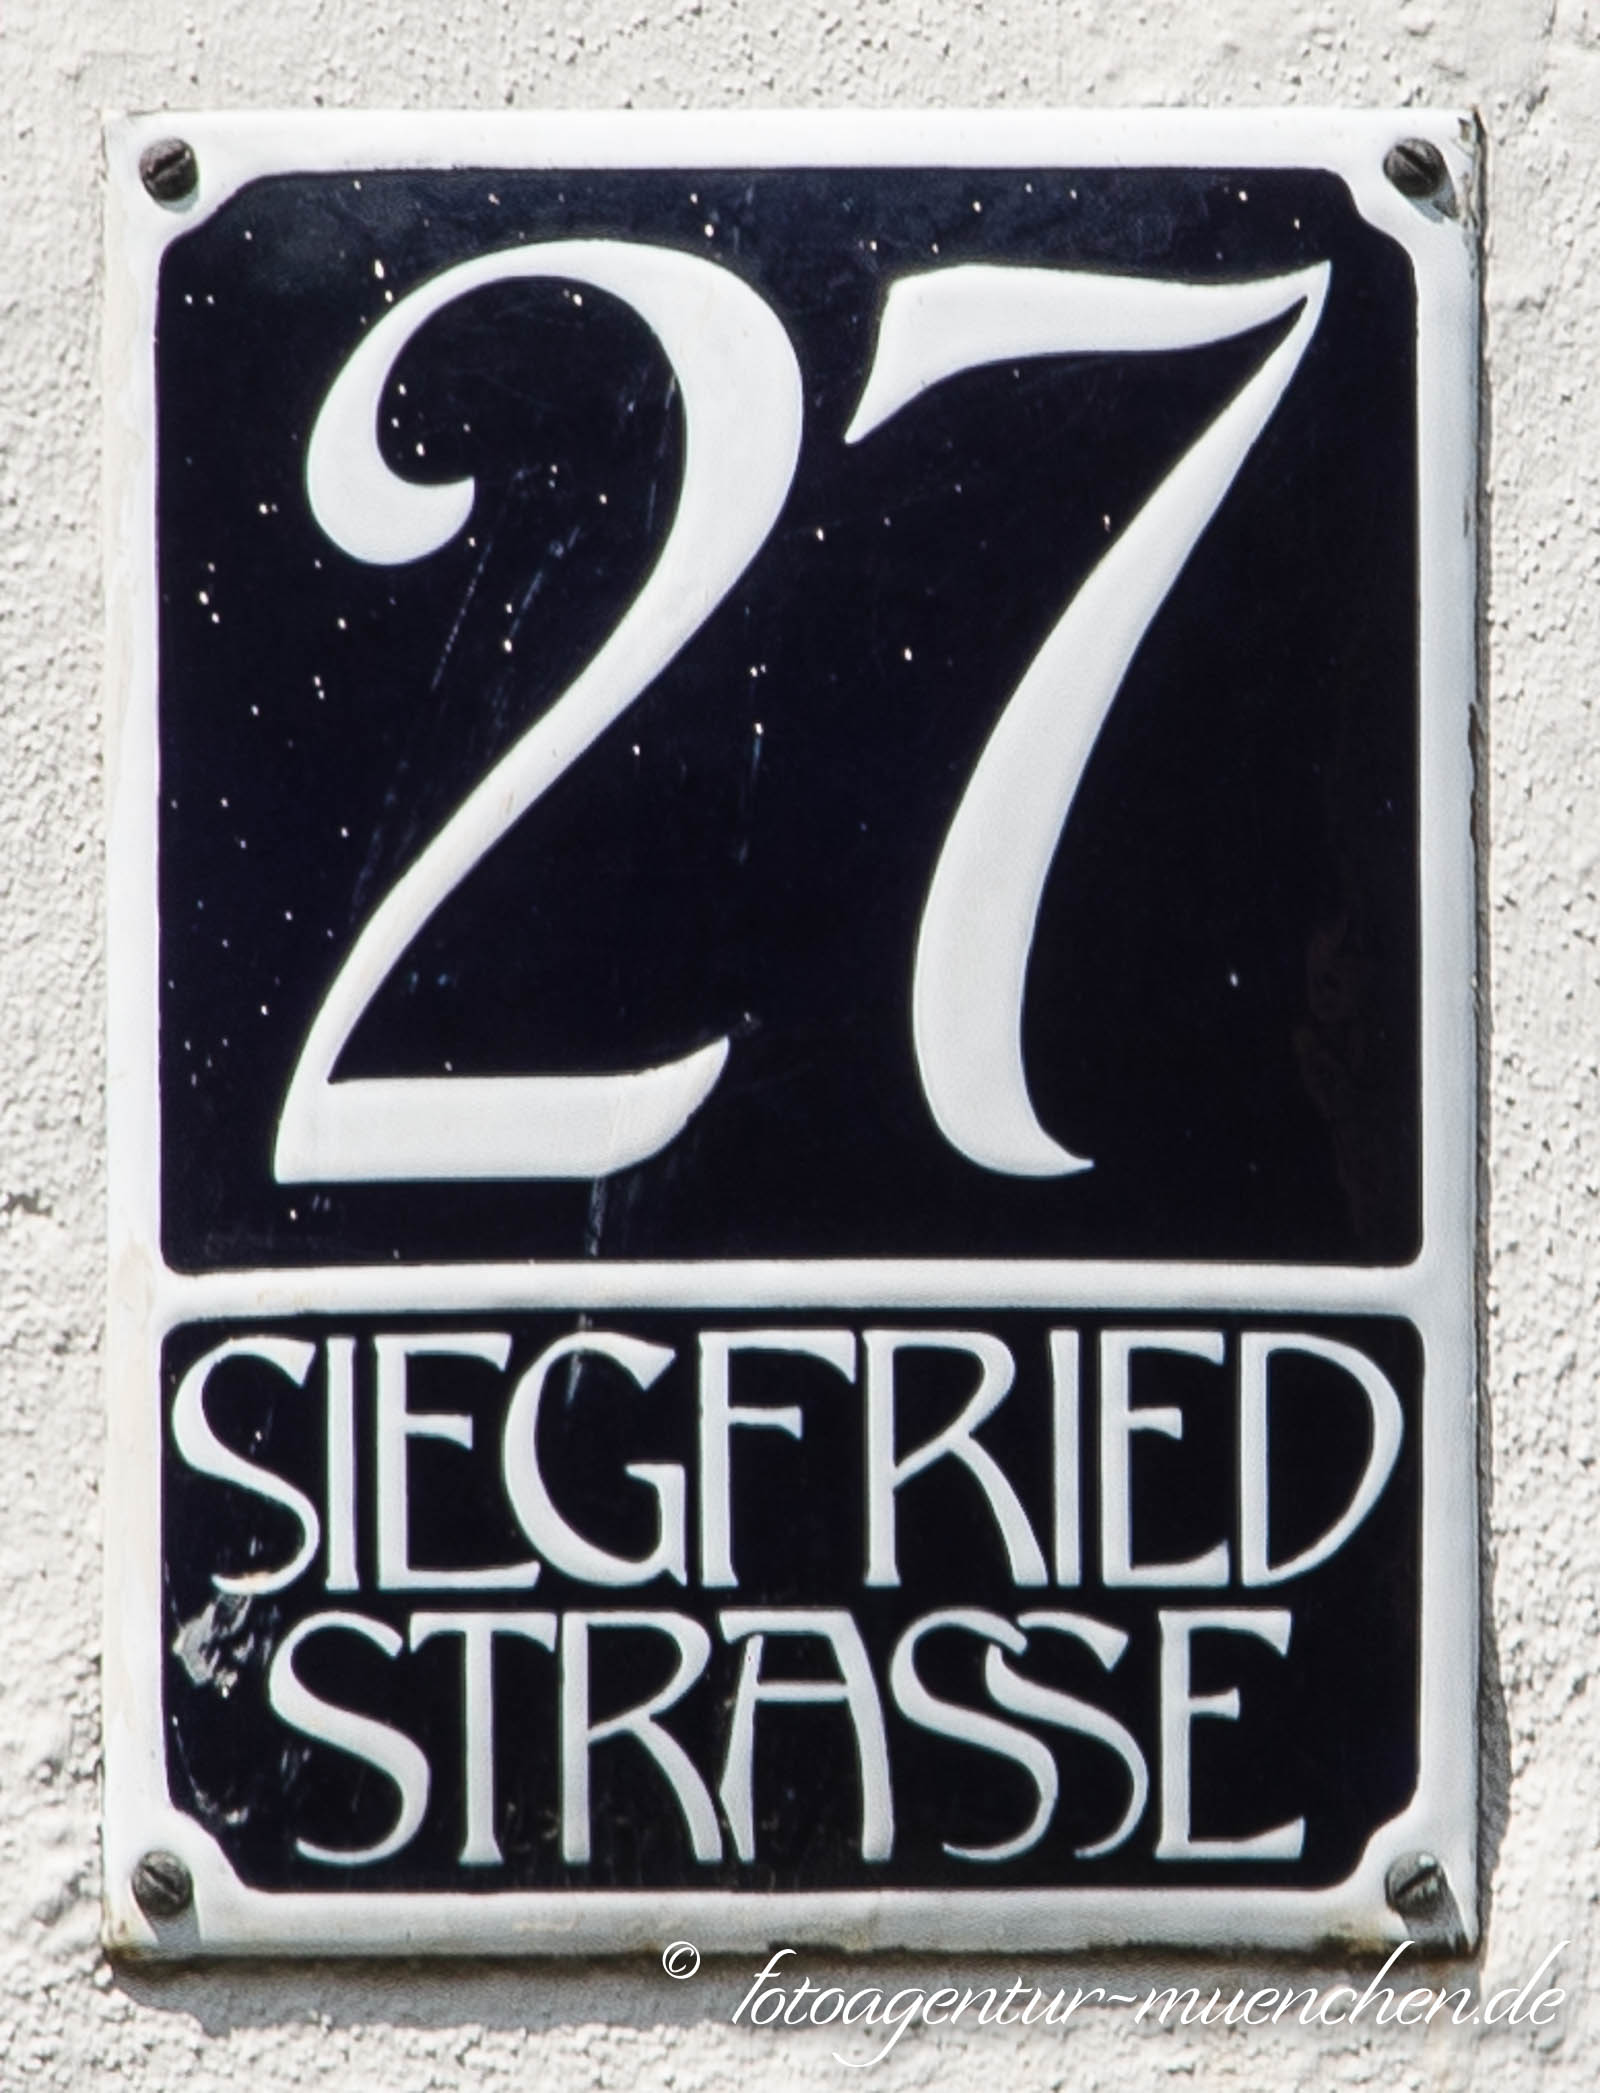 27
SIEGFRIED
STRASSE
© fotoagentur-muenchen.de